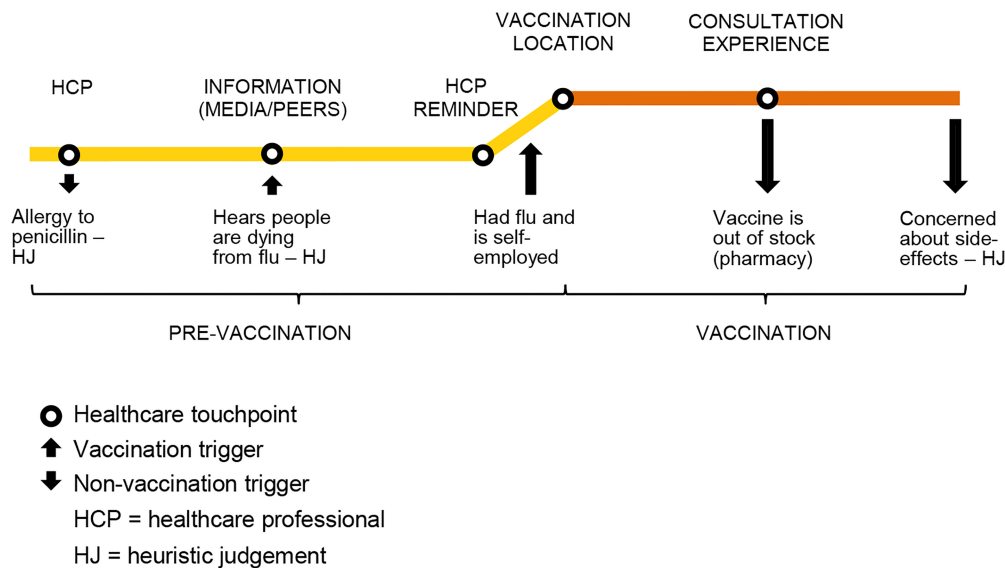 VACCINATION
LOCATION
CONSULTATION
EXPERIENCE
HCP
INFORMATION
(MEDIA/PEERS)
HCP
REMINDER
Allergy to
penicillin –
HJ
Hears people
are dying
from flu – HJ
Had flu and
is self-
employed
Vaccine is
out of stock
(pharmacy)
Concerned
about side-
effects – HJ
PRE-VACCINATION
VACCINATION
Healthcare touchpoint
Vaccination trigger
Non-vaccination trigger
HCP = healthcare professional
HJ = heuristic judgement